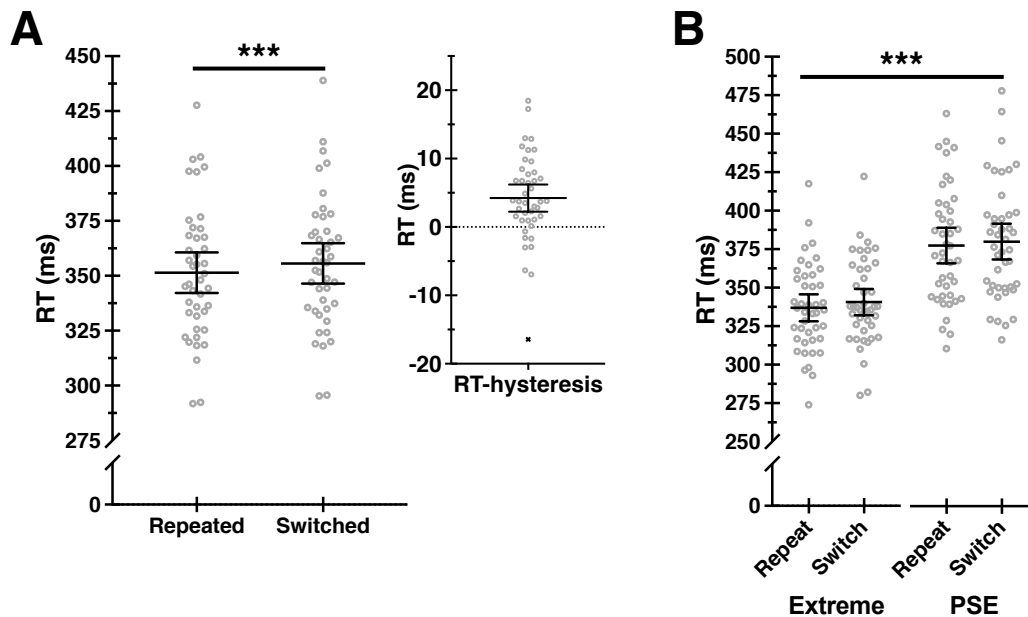 A
RT (ms)
450
425
400
375
350
325
300
275
0
***
Repeated
Switched
RT (ms)
20
10
0
-10
-20
RT-hysteresis
B
RT (ms)
500
475
450
425
400
375
350
325
300
275
250
0
***
Repeat
Switch
Repeat
Switch
Extreme
PSE